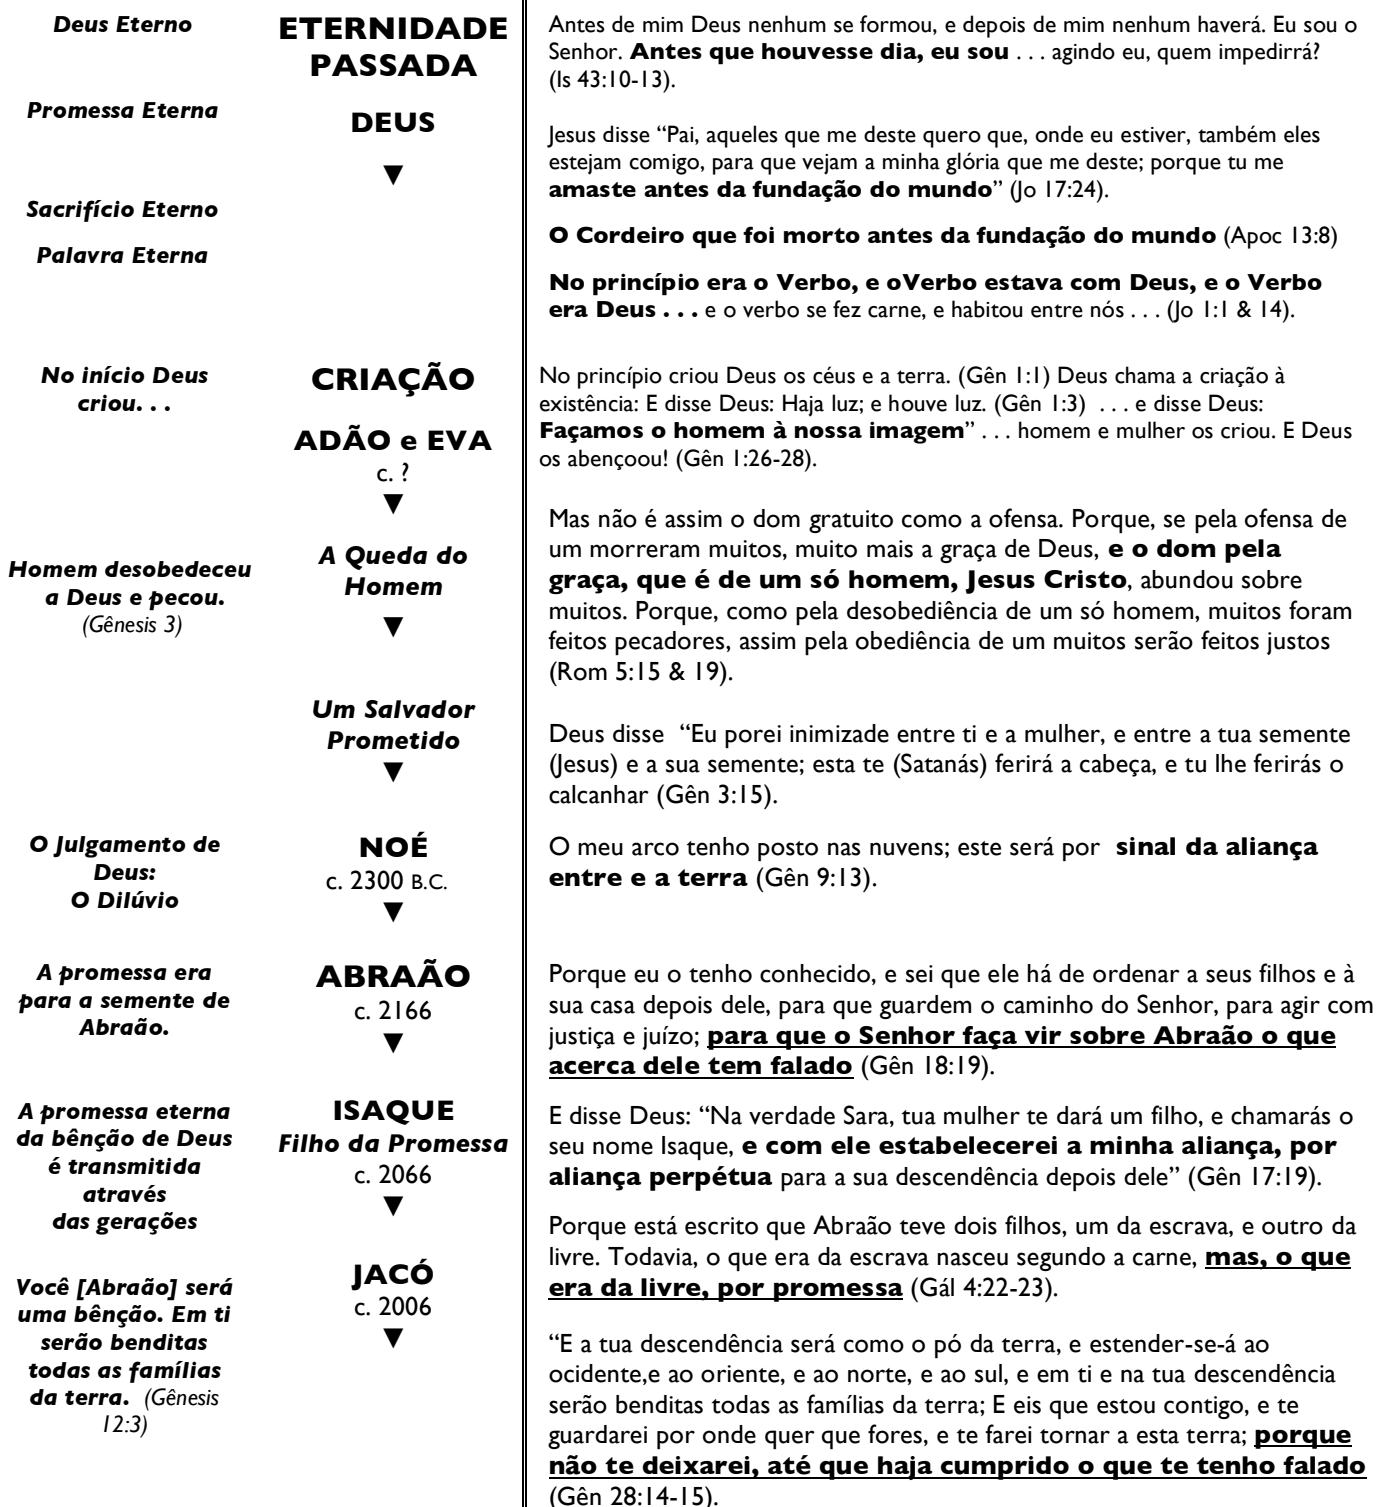 Deus Eterno
ETERNIDADE
PASSADA
Antes de mim Deus nenhum se formou, e depois de mim nenhum haverá. Eu sou o
Senhor. Antes que houvesse dia, eu sou . . . agindo eu, quem impedirrá?
(Is 43:10-13).
Promessa Eterna
DEUS
▼
Jesus disse “Pai, aqueles que me deste quero que, onde eu estiver, também eles
estejam comigo, para que vejam a minha glória que me deste; porque tu me
amaste antes da fundação do mundo” (Jo 17:24).
Sacrifício Eterno
O Cordeiro que foi morto antes da fundação do mundo (Apoc 13:8)
Palavra Eterna
No princípio era o Verbo, e oVerbo estava com Deus, e o Verbo
era Deus . . . e o verbo se fez carne, e habitou entre nós . . . (Jo 1:1 & 14).
No início Deus
criou. . .
CRIAÇÃO
ADÃO e EVA
c. ?
▼
No princípio criou Deus os céus e a terra. (Gên 1:1) Deus chama a criação à
existência: E disse Deus: Haja luz; e houve luz. (Gên 1:3) . . . e disse Deus:
Façamos o homem à nossa imagem” . . . homem e mulher os criou. E Deus
os abençoou! (Gên 1:26-28).
Homem desobedeceu
a Deus e pecou.
(Gênesis 3)
A Queda do
Homem
▼
Mas não é assim o dom gratuito como a ofensa. Porque, se pela ofensa de
um morreram muitos, muito mais a graça de Deus, e o dom pela
graça, que é de um só homem, Jesus Cristo, abundou sobre
muitos. Porque, como pela desobediência de um só homem, muitos foram
feitos pecadores, assim pela obediência de um muitos serão feitos justos
(Rom 5:15 & 19).
Um Salvador
Prometido
▼
Deus disse “Eu porei inimizade entre ti e a mulher, e entre a tua semente
(Jesus) e a sua semente; esta te (Satanás) ferirá a cabeça, e tu lhe ferirás o
calcanhar (Gên 3:15).
O Julgamento de
Deus:
O Dilúvio
NOÉ
c. 2300 B.C.
▼
O meu arco tenho posto nas nuvens; este será por sinal da aliança
entre e a terra (Gên 9:13).
A promessa era
para a semente de
Abraão.
ABRAÃO
c. 2166
▼
Porque eu o tenho conhecido, e sei que ele há de ordenar a seus filhos e à
sua casa depois dele, para que guardem o caminho do Senhor, para agir com
justiça e juízo; para que o Senhor faça vir sobre Abraão o que
acerca dele tem falado (Gên 18:19).
A promessa eterna
da bênção de Deus
é transmitida
através
das gerações
ISAQUE
Filho da Promessa
c. 2066
▼
E disse Deus: “Na verdade Sara, tua mulher te dará um filho, e chamarás o
seu nome Isaque, e com ele estabelecerei a minha aliança, por
aliança perpétua para a sua descendência depois dele” (Gên 17:19).
Porque está escrito que Abraão teve dois filhos, um da escrava, e outro da
livre. Todavia, o que era da escrava nasceu segundo a carne, mas, o que
era da livre, por promessa (Gál 4:22-23).
Você [Abraão] será
uma bênção. Em ti
serão benditas
todas as famílias
da terra. (Gênesis
12:3)
JACÓ
c. 2006
▼
“E a tua descendência será como o pó da terra, e estender-se-á ao
ocidente,e ao oriente, e ao norte, e ao sul, e em ti e na tua descendência
serão benditas todas as famílias da terra; E eis que estou contigo, e te
guardarei por onde quer que fores, e te farei tornar a esta terra; porque
não te deixarei, até que haja cumprido o que te tenho falado
(Gên 28:14-15).